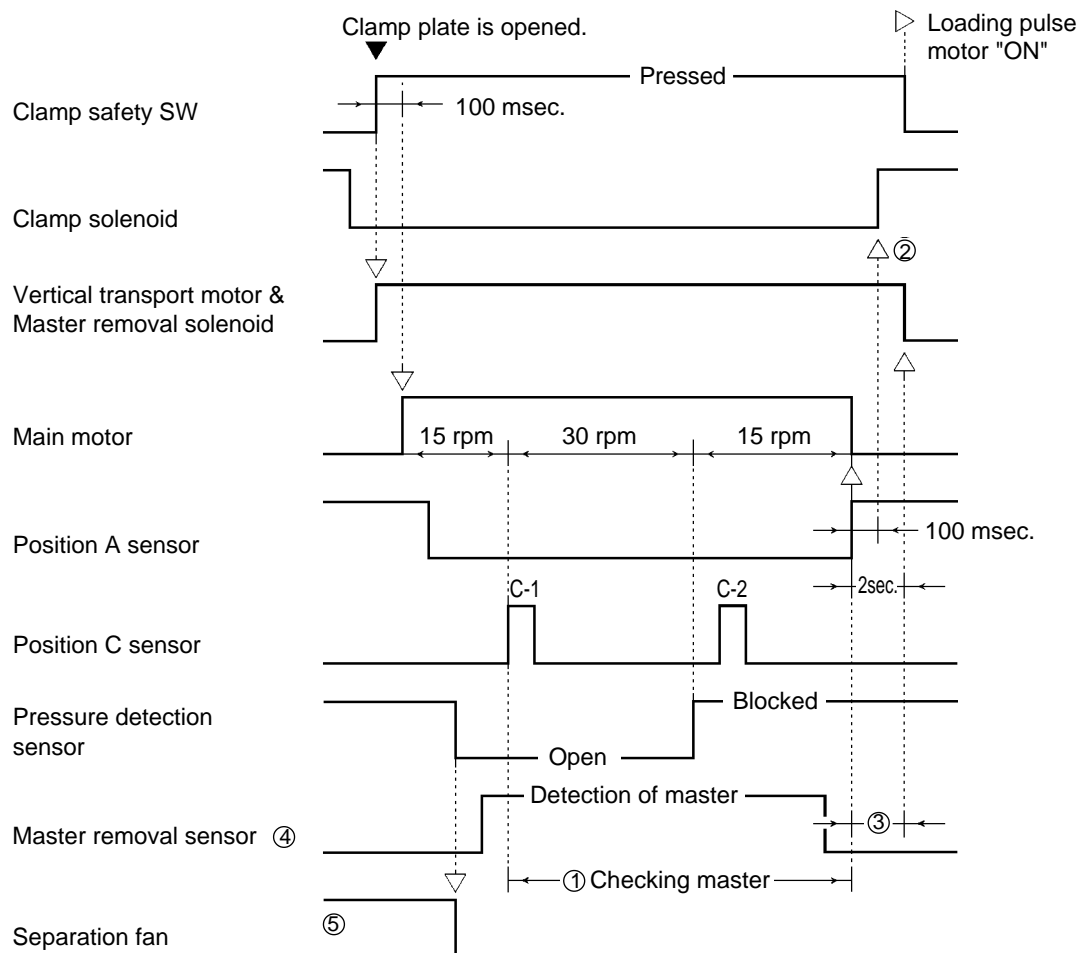 Clamp plate is opened.
Loading pulse
motor "ON"
Clamp safety SW
Pressed
100 msec.
Clamp solenoid
②
Vertical transport motor &
Master removal solenoid
Main motor
15 rpm
30 rpm
15 rpm
Position A sensor
100 msec.
2sec.
C-1
C-2
Position C sensor
Pressure detection
sensor
Blocked
Open
Detection of master
Master removal sensor ④
③
① Checking master
⑤
Separation fan